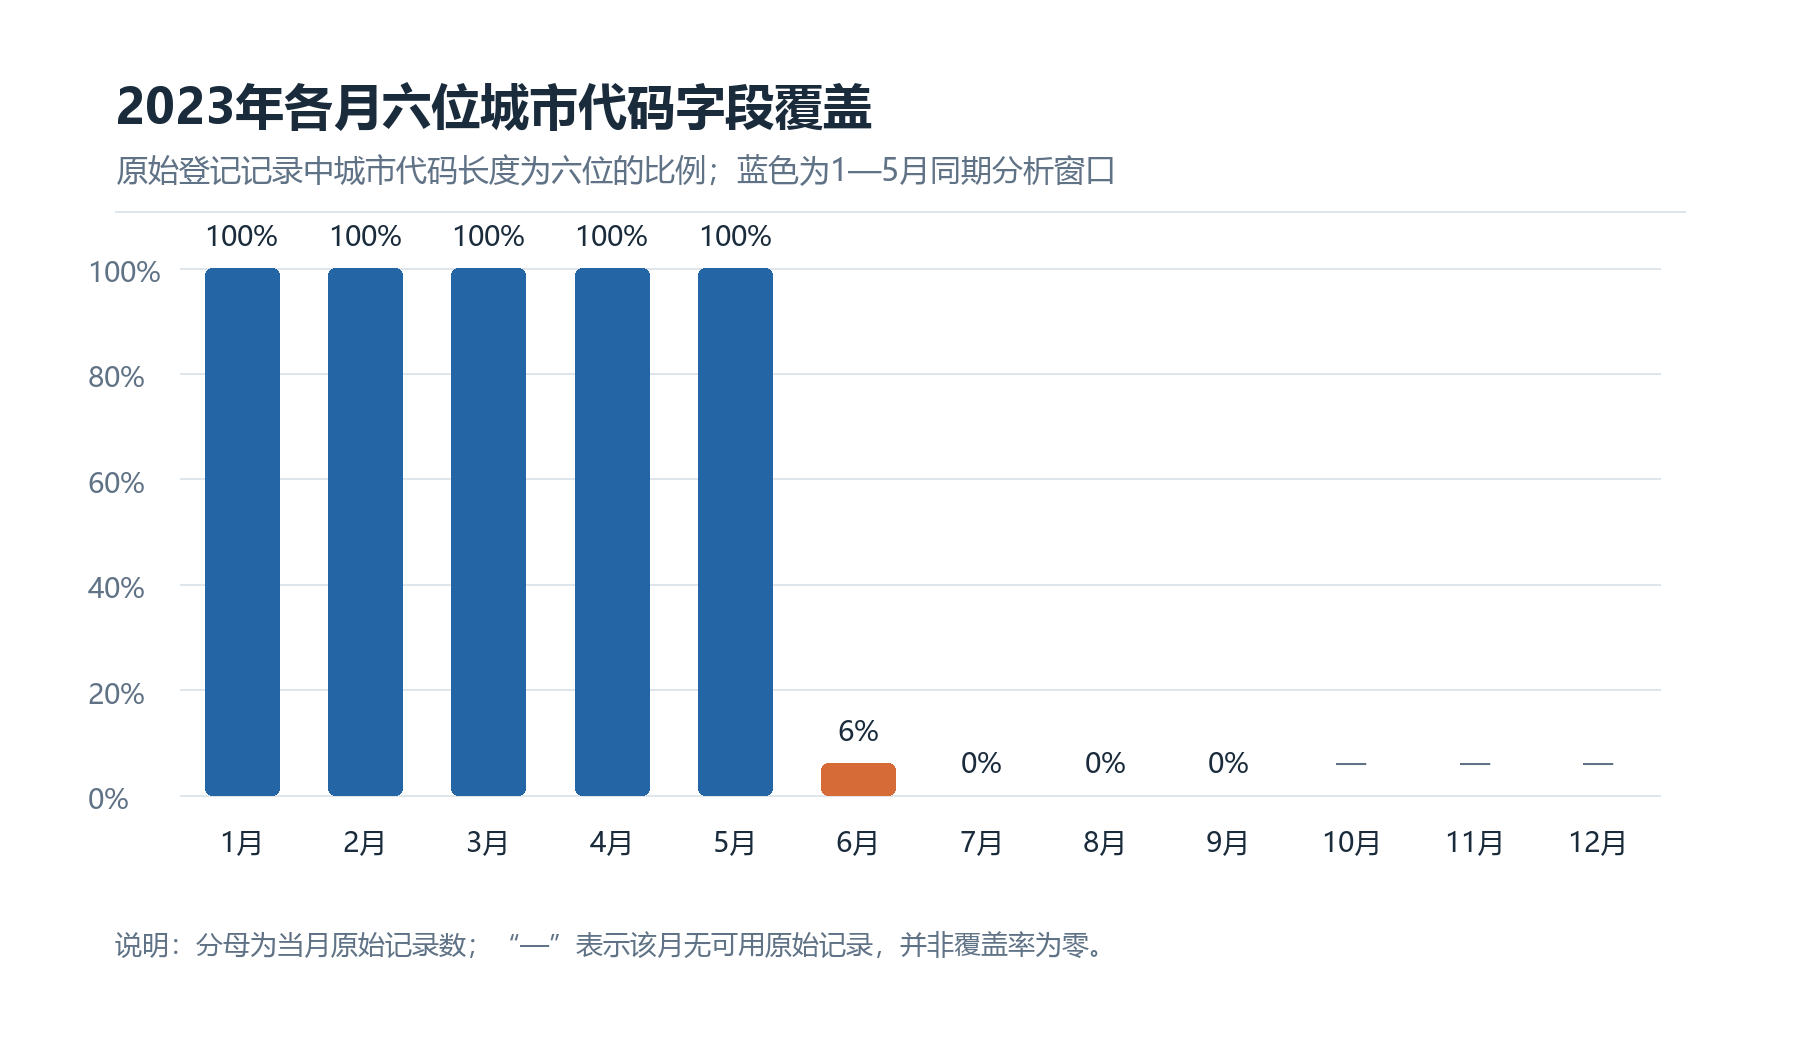 2023年各月六位城市代码字段覆盖
原始登记记录中城市代码长度为六位的比例；蓝色为1—5月同期分析窗口
100% 100% 100% 100% 100%
100%
80%
60%
40%
20%
6% 0% 0% 0% — — —
0%
1月 2月 3月 4月 5月 6月 7月 8月 9月 10月 11月 12月
说明：分母为当月原始记录数；“—”表示该月无可用原始记录，并非覆盖率为零。